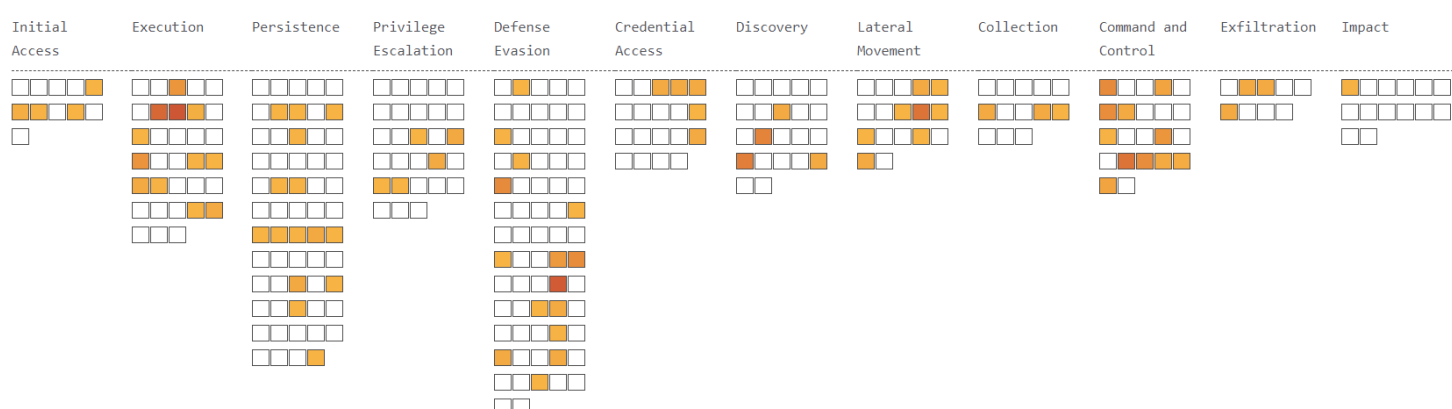 Initial Access
Execution
Persistence
Privilege Escalation
Defense Evasion
Credential Access
Discovery
Lateral Movement
Collection
Command and Control
Exfiltration
Impact